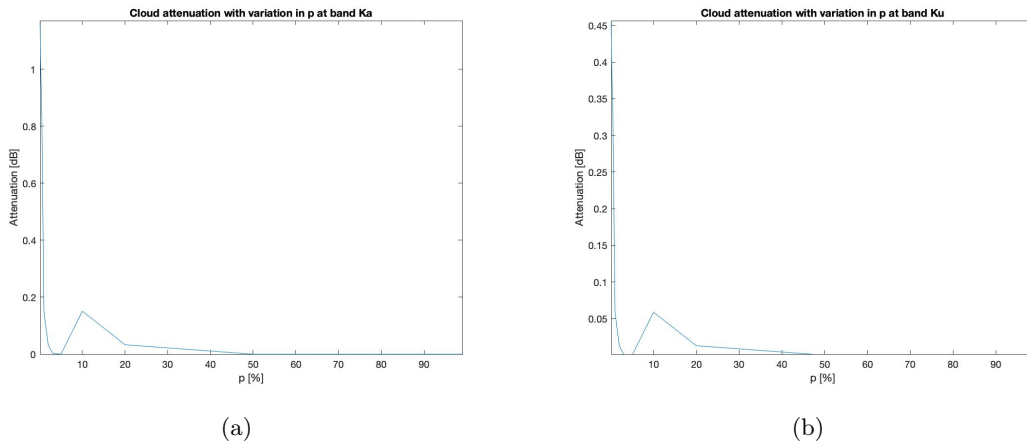 Cloud attenuation with variation in p at band Ka
1
0.8
0.6
0.4
0.2
0
Attenuation [dB]
10 20 30 40 50 60 70 80 90
p [%]
(a)
Cloud attenuation with variation in p at band Ku
0.45
0.4
0.35
0.3
0.25
0.2
0.15
0.1
0.05
Attenuation [dB]
10 20 30 40 50 60 70 80 90
p [%]
(b)